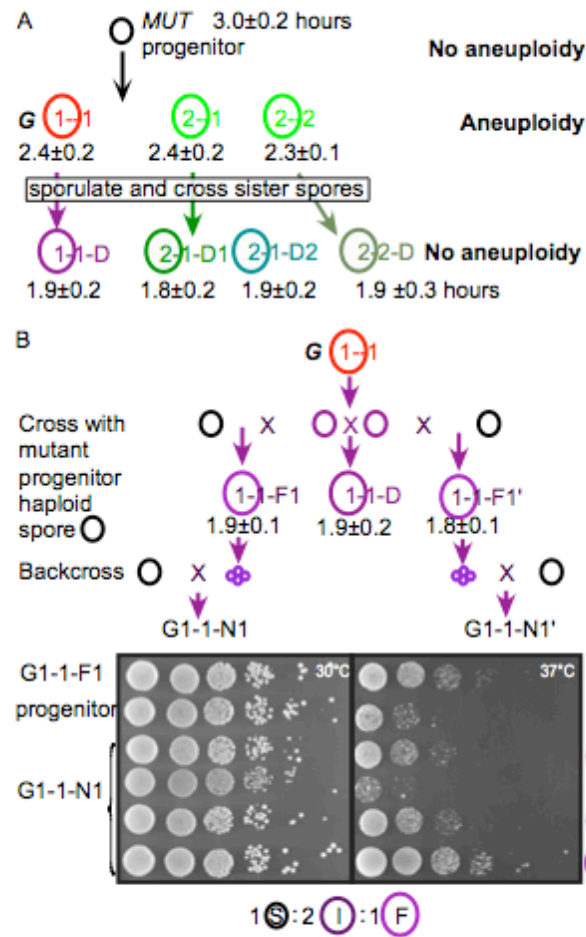 A
MUT 3.0±0.2 hours
progenitor
No aneuploidy
G 1--1 2--1 2--2 Aneuploidy
2.4±0.2 2.4±0.2 2.3±0.1
sporulate and cross sister spores
1-1-D 2-1-D1 2-1-D2 2-2-D No aneuploidy
1.9±0.2 1.8±0.2 1.9±0.2 1.9 ±0.3 hours
B
G 1--1
Cross with
mutant
progenitor
haploid
spore
X X X
1-1-F1 1-1-D 1-1-F1'
1.9±0.1 1.9±0.2 1.8±0.1
Backcross X X
G1-1-N1 G1-1-N1'
30°C 37°C
G1-1-F1
progenitor
G1-1-N1
1 S : 2 I : 1 F